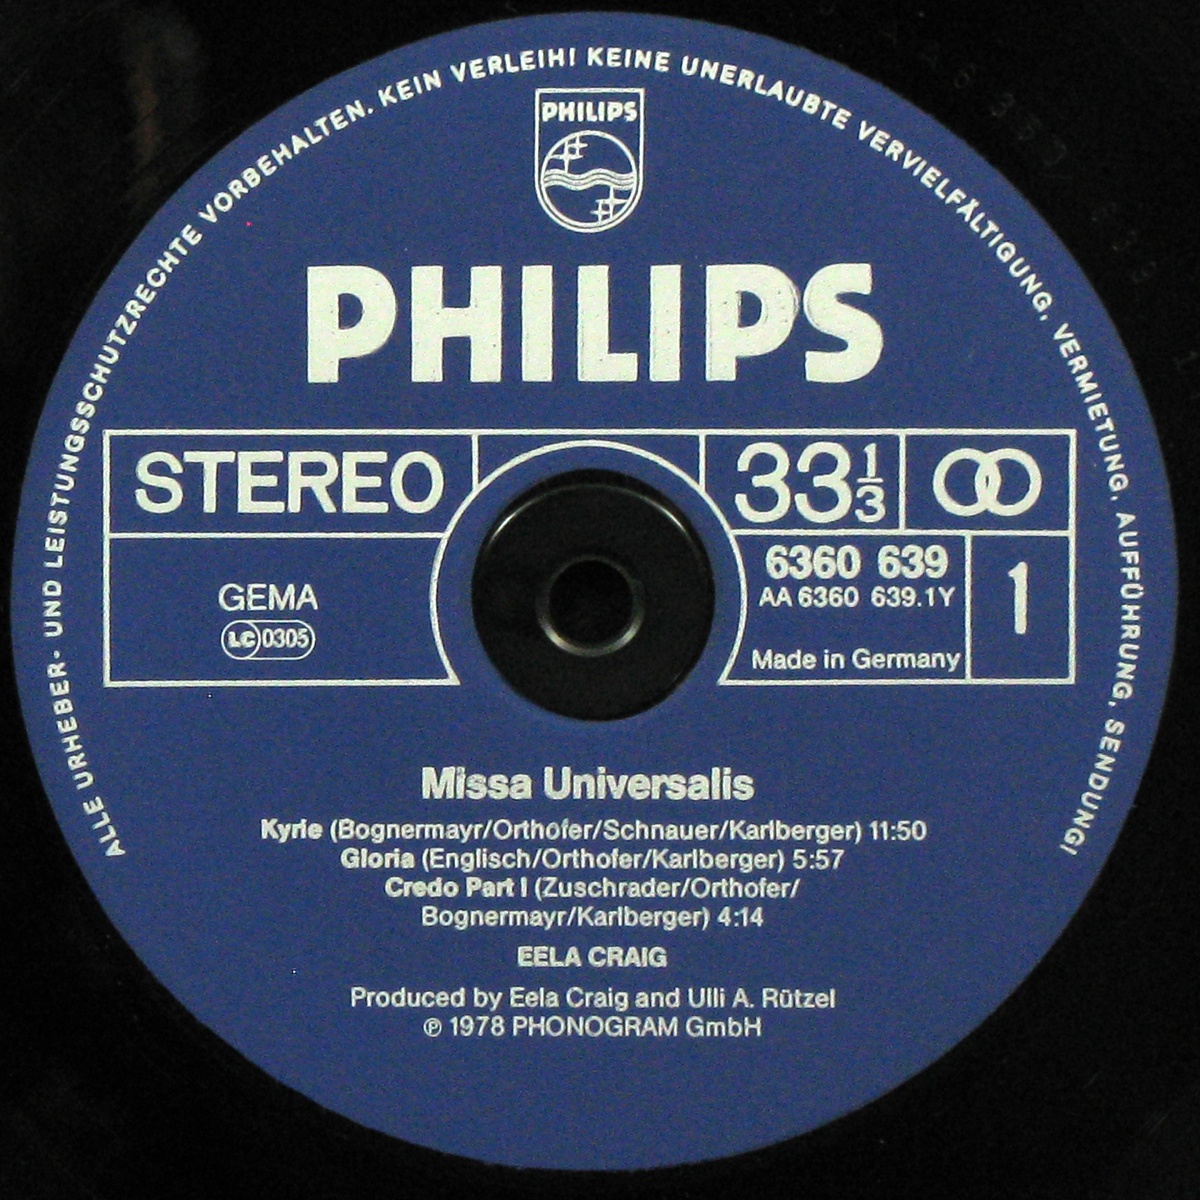 ALLE URHEBER- UND LEISTUNGSSCHUTZRECHTE VORBEHALTEN. KEIN VERLEIH! KEINE UNERLAUBTE VERVIELFÄLTIGUNG, VERMIETUNG, AUFFÜHRUNG, SENDUNG!
PHILIPS
PHILIPS
STEREO
33 1/3
6360 639
AA 6360 639.1Y
1
GEMA
LC 0305
Made in Germany
Missa Universalis
Kyrie (Bognermayr/Orthofer/Schnauer/Karlberger) 11:50
Gloria (Englisch/Orthofer/Karlberger) 5:57
Credo Part I (Zuschrader/Orthofer/
Bognermayr/Karlberger) 4:14
EELA CRAIG
Produced by Eela Craig and Ulli A. Rützel
℗ 1978 PHONOGRAM GmbH